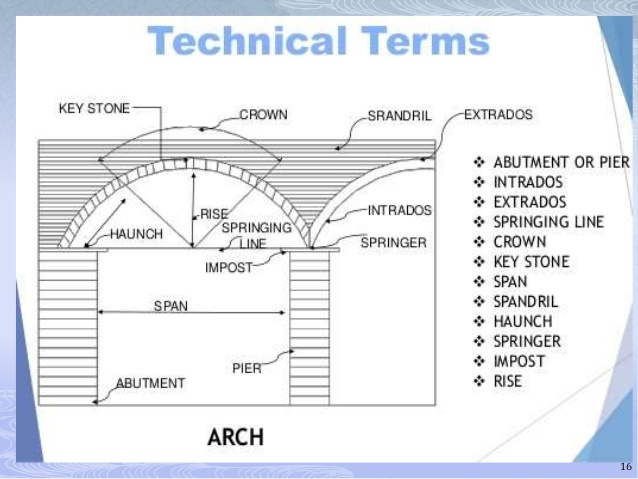 Technical Terms
KEY STONE
CROWN
SRANDRIL
EXTRADOS
RISE
HAUNCH
SPRINGING
LINE
INTRADOS
SPRINGER
IMPOST
SPAN
PIER
ABUTMENT
ARCH
❖ ABUTMENT OR PIER
❖ INTRADOS
❖ EXTRADOS
❖ SPRINGING LINE
❖ CROWN
❖ KEY STONE
❖ SPAN
❖ SPANDRIL
❖ HAUNCH
❖ SPRINGER
❖ IMPOST
❖ RISE
16